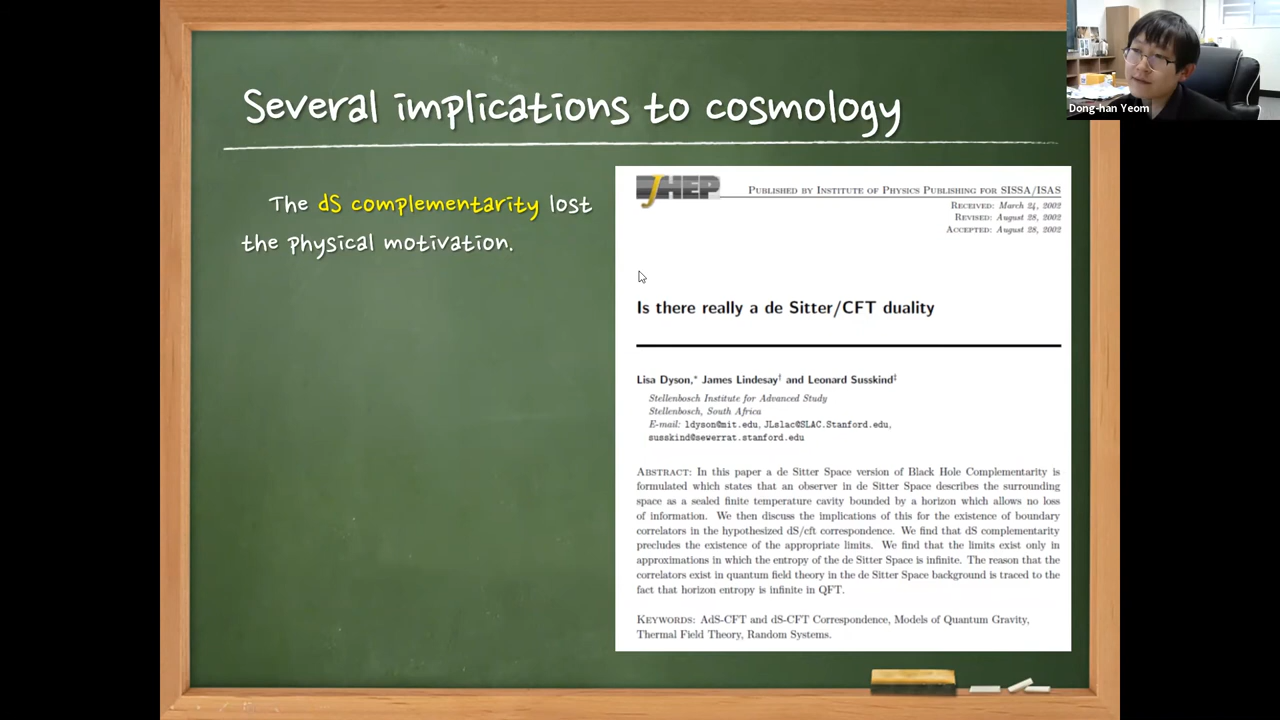 Several implications to cosmology
Dong-han Yeom
The dS complementarity lost
the physical motivation.
JHEP
PUBLISHED BY INSTITUTE OF PHYSICS PUBLISHING FOR SISSA/ISAS
RECEIVED: March 24, 2002
REVISED: August 28, 2002
ACCEPTED: August 28, 2002
Is there really a de Sitter/CFT duality
Lisa Dyson,* James Lindesay† and Leonard Susskind‡
Stellenbosch Institute for Advanced Study
Stellenbosch, South Africa
E-mail: ldyson@mit.edu, JLslac@SLAC.Stanford.edu,
susskind@sewerrat.stanford.edu
ABSTRACT: In this paper a de Sitter Space version of Black Hole Complementarity is
formulated which states that an observer in de Sitter Space describes the surrounding
space as a sealed finite temperature cavity bounded by a horizon which allows no loss
of information. We then discuss the implications of this for the existence of boundary
correlators in the hypothesized dS/cft correspondence. We find that dS complementarity
precludes the existence of the appropriate limits. We find that the limits exist only in
approximations in which the entropy of the de Sitter Space is infinite. The reason that the
correlators exist in quantum field theory in the de Sitter Space background is traced to the
fact that horizon entropy is infinite in QFT.
KEYWORDS: AdS-CFT and dS-CFT Correspondence, Models of Quantum Gravity,
Thermal Field Theory, Random Systems.